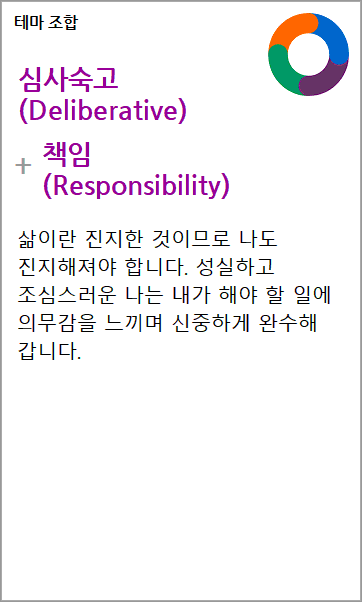 테마 조합
심사숙고
(Deliberative)
+ 책임
(Responsibility)
삶이란 진지한 것이므로 나도
진지해져야 합니다. 성실하고
조심스러운 나는 내가 해야 할 일에
의무감을 느끼며 신중하게 완수해
갑니다.